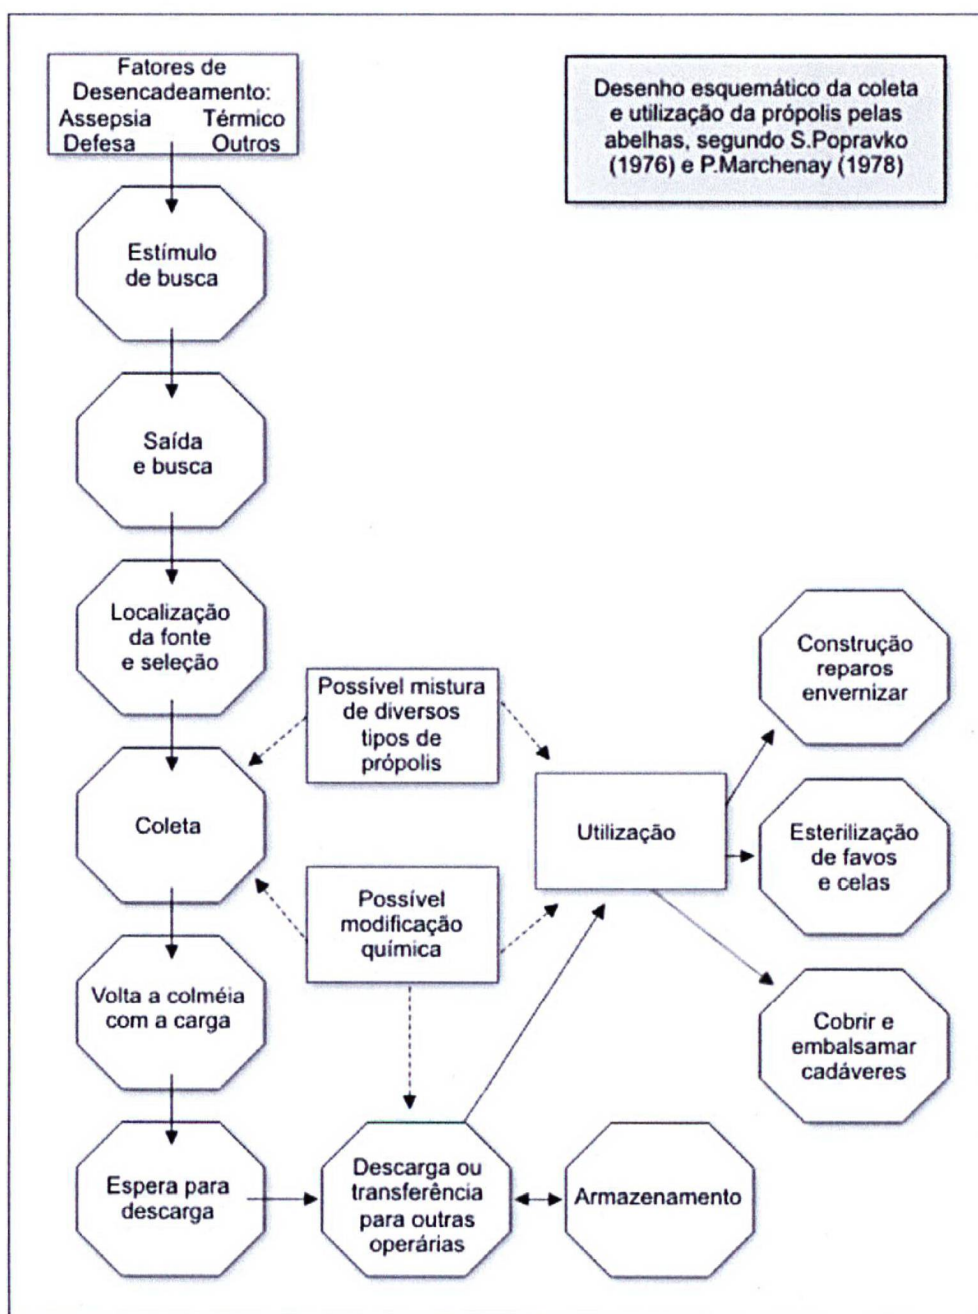 Fatores de
Desencadeamento:
Assepsia Térmico
Defesa Outros
Desenho esquemático da coleta
e utilização da própolis pelas
abelhas, segundo S.Popravko
(1976) e P.Marchenay (1978)
Estímulo
de busca
Saída
e busca
Localização
da fonte
e seleção
Possível mistura
de diversos
tipos de
própolis
Construção
reparos
envernizar
Coleta
Utilização
Esterilização
de favos
e celas
Possível
modificação
química
Volta a colméia
com a carga
Cobrir e
embalsamar
cadáveres
Espera para
descarga
Descarga ou
transferência
para outras
operárias
Armazenamento